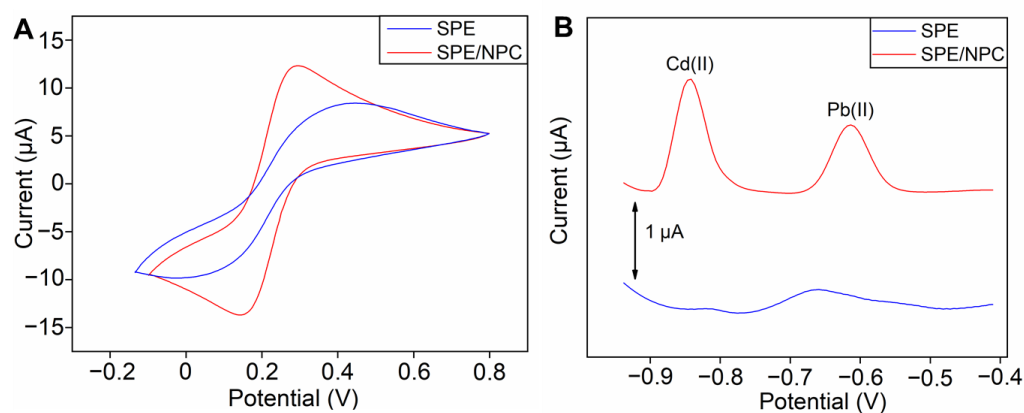 A
SPE
SPE/NPC
15
10
5
0
−5
−10
−15
Current (µA)
−0.2
0
0.2
0.4
0.6
0.8
Potential (V)
B
SPE
SPE/NPC
Cd(II)
Pb(II)
1 µA
Current (µA)
−0.9
−0.8
−0.7
−0.6
−0.5
−0.4
Potential (V)